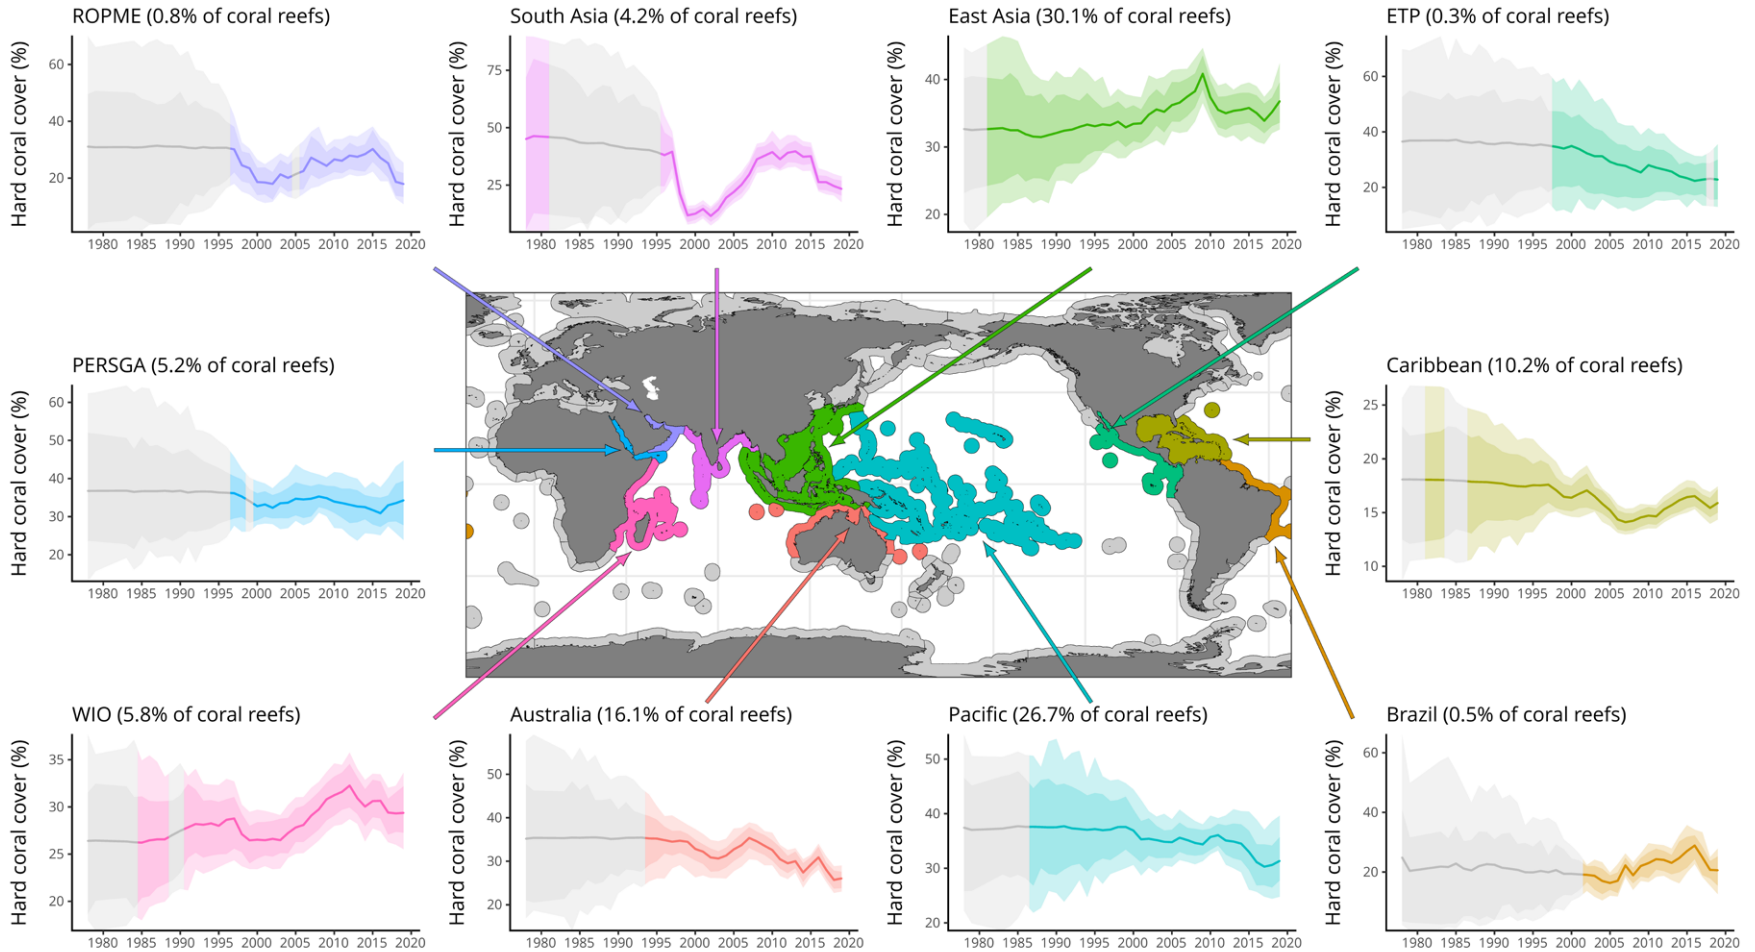 ROPME (0.8% of coral reefs)
South Asia (4.2% of coral reefs)
East Asia (30.1% of coral reefs)
ETP (0.3% of coral reefs)
Hard coral cover (%)
60
40
20
1980 1985 1990 1995 2000 2005 2010 2015 2020
Hard coral cover (%)
75
50
25
1980 1985 1990 1995 2000 2005 2010 2015 2020
Hard coral cover (%)
40
30
20
1980 1985 1990 1995 2000 2005 2010 2015 2020
Hard coral cover (%)
60
40
20
1980 1985 1990 1995 2000 2005 2010 2015 2020
PERSGA (5.2% of coral reefs)
Hard coral cover (%)
60
50
40
30
20
1980 1985 1990 1995 2000 2005 2010 2015 2020
Caribbean (10.2% of coral reefs)
Hard coral cover (%)
25
20
15
10
1980 1985 1990 1995 2000 2005 2010 2015 2020
WIO (5.8% of coral reefs)
Hard coral cover (%)
35
30
25
20
1980 1985 1990 1995 2000 2005 2010 2015 2020
Australia (16.1% of coral reefs)
Hard coral cover (%)
50
40
30
20
1980 1985 1990 1995 2000 2005 2010 2015 2020
Pacific (26.7% of coral reefs)
Hard coral cover (%)
50
40
30
20
1980 1985 1990 1995 2000 2005 2010 2015 2020
Brazil (0.5% of coral reefs)
Hard coral cover (%)
60
40
20
1980 1985 1990 1995 2000 2005 2010 2015 2020